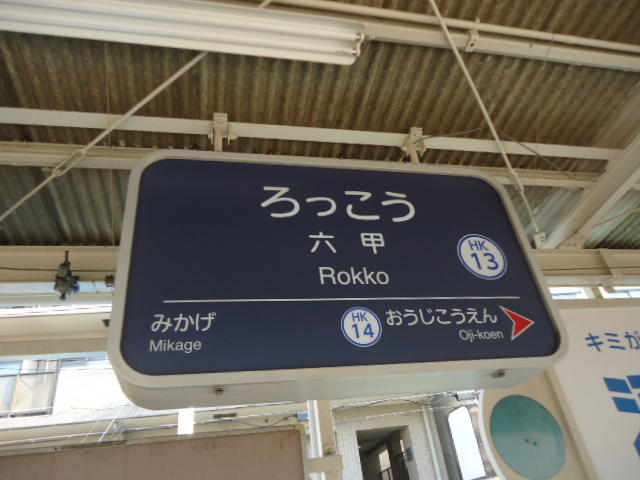 ろっこう
六甲
Rokko
HK
13
みかげ
Mikage
HK
14
おうじこうえん
Oji-koen
キミが